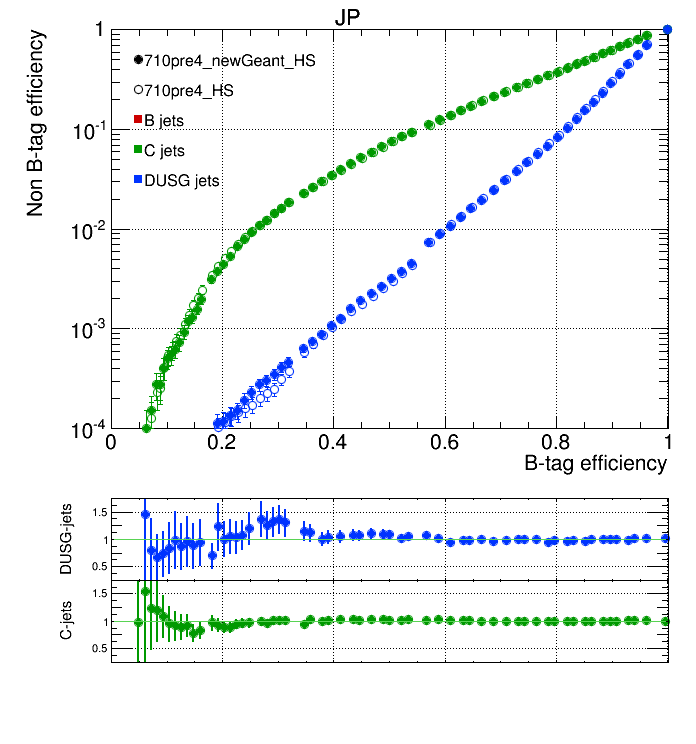 JP
Non B-tag efficiency
1
10-1
10-2
10-3
10-4
710pre4_newGeant_HS
710pre4_HS
B jets
C jets
DUSG jets
0 0.2 0.4 0.6 0.8 1
B-tag efficiency
DUSG-jets
1.5
1
0.5
C-jets
1.5
1
0.5